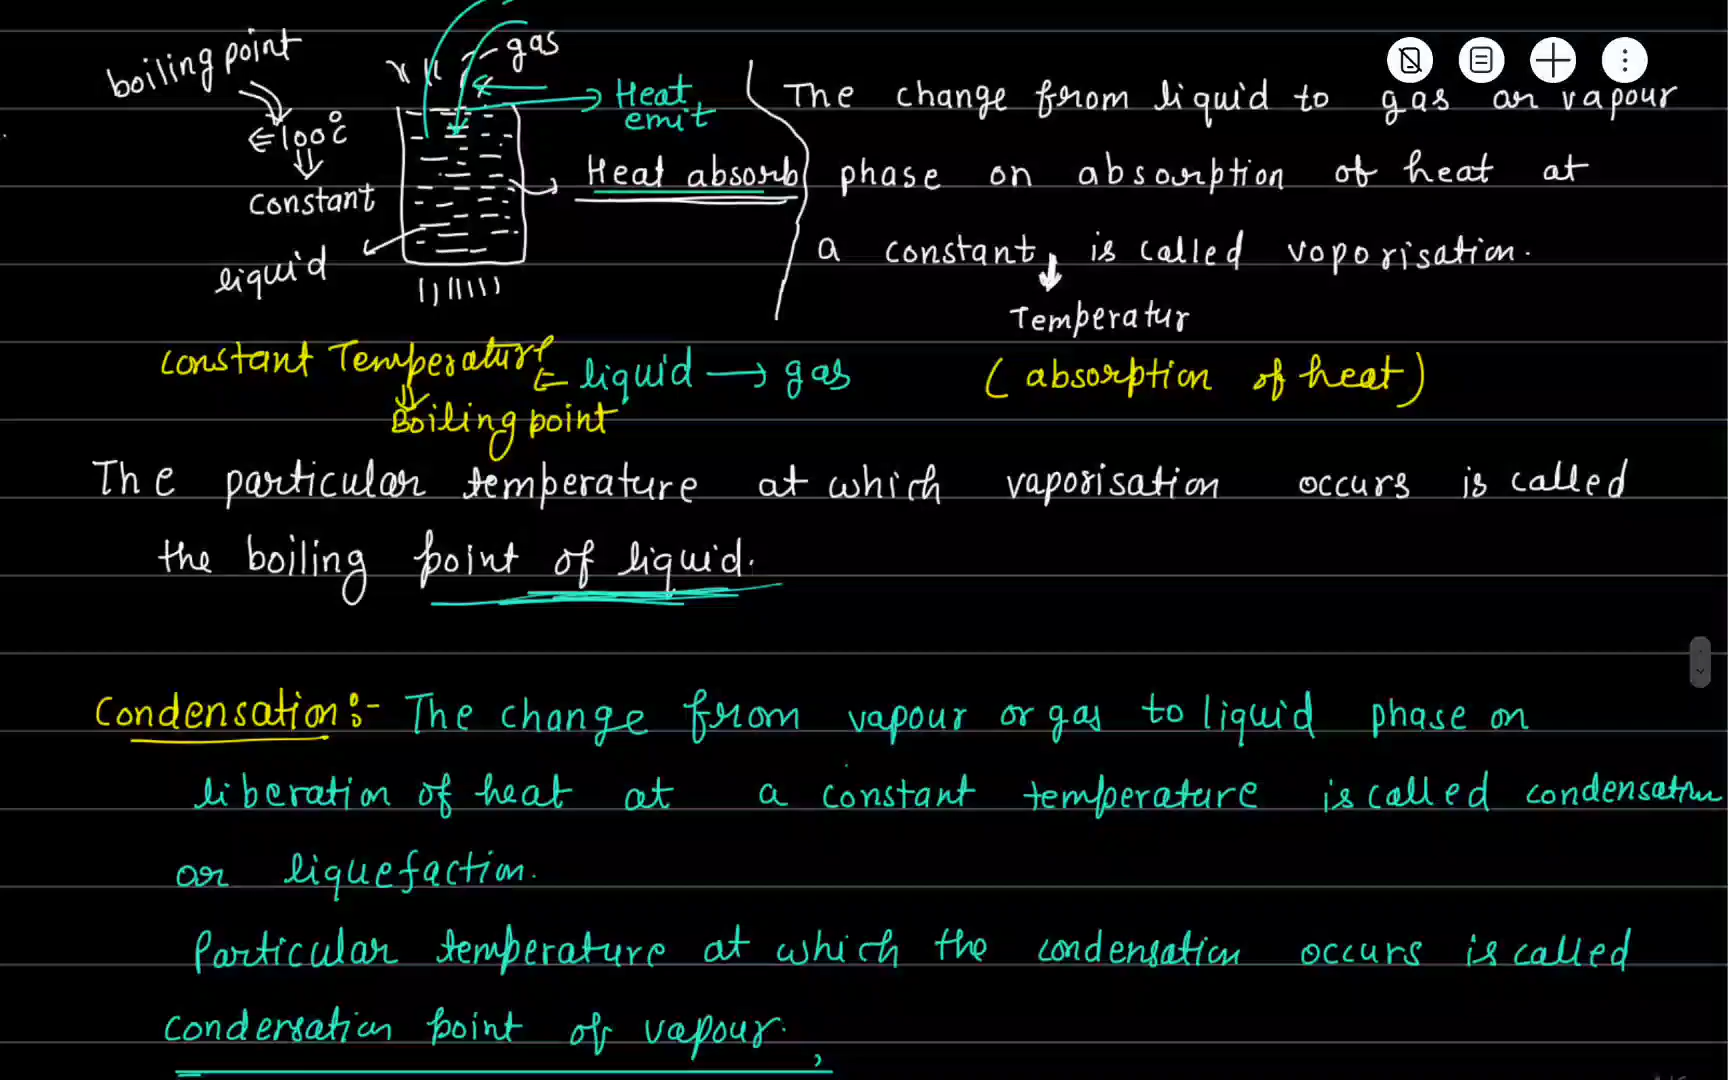 boiling point
gas
100°c
constant
liquid
Heat
emit
Heat absorb
The change from liquid to gas or vapour
phase on absorption of heat at
a constant is called voporisation.
Temperatur
constant Temperature liquid → gas (absorption of heat)
Boiling point
The particular temperature at which vaporisation occurs is called
the boiling point of liquid.
Condensation:- The change from vapour or gas to liquid phase on
liberation of heat at a constant temperature is called condensation
or liquefaction.
Particular temperature at which the condensation occurs is called
condensation point of vapour.